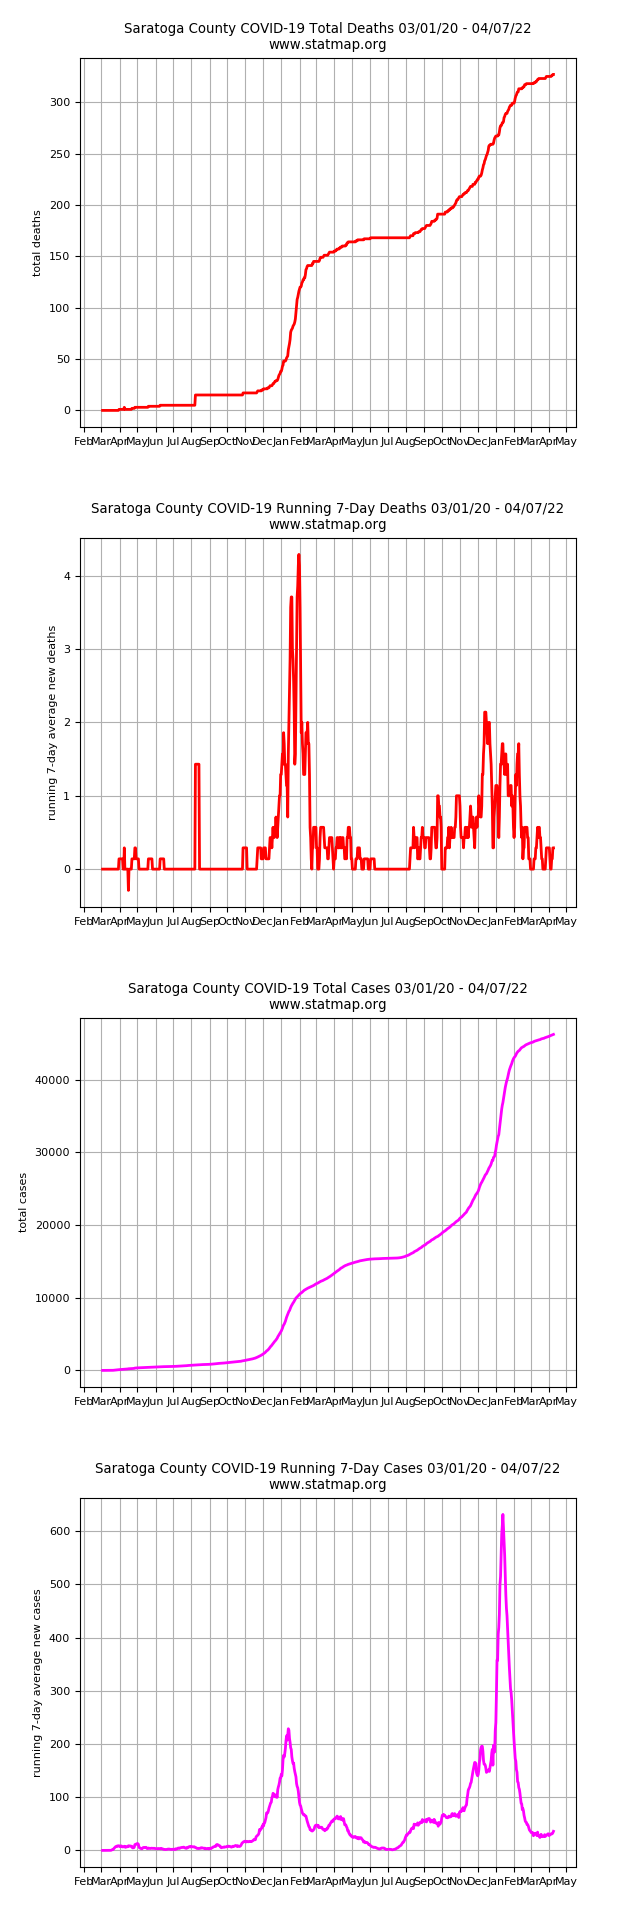 Saratoga County COVID-19 Total Deaths 03/01/20 - 04/07/22
www.statmap.org
300
250
200
150
100
50
0
total deaths
Feb Mar Apr May Jun Jul Aug Sep Oct Nov Dec Jan Feb Mar Apr May Jun Jul Aug Sep Oct Nov Dec Jan Feb Mar Apr May
Saratoga County COVID-19 Running 7-Day Deaths 03/01/20 - 04/07/22
www.statmap.org
4
3
2
1
0
running 7-day average new deaths
Feb Mar Apr May Jun Jul Aug Sep Oct Nov Dec Jan Feb Mar Apr May Jun Jul Aug Sep Oct Nov Dec Jan Feb Mar Apr May
Saratoga County COVID-19 Total Cases 03/01/20 - 04/07/22
www.statmap.org
40000
30000
20000
10000
0
total cases
Feb Mar Apr May Jun Jul Aug Sep Oct Nov Dec Jan Feb Mar Apr May Jun Jul Aug Sep Oct Nov Dec Jan Feb Mar Apr May
Saratoga County COVID-19 Running 7-Day Cases 03/01/20 - 04/07/22
www.statmap.org
600
500
400
300
200
100
0
running 7-day average new cases
Feb Mar Apr May Jun Jul Aug Sep Oct Nov Dec Jan Feb Mar Apr May Jun Jul Aug Sep Oct Nov Dec Jan Feb Mar Apr May